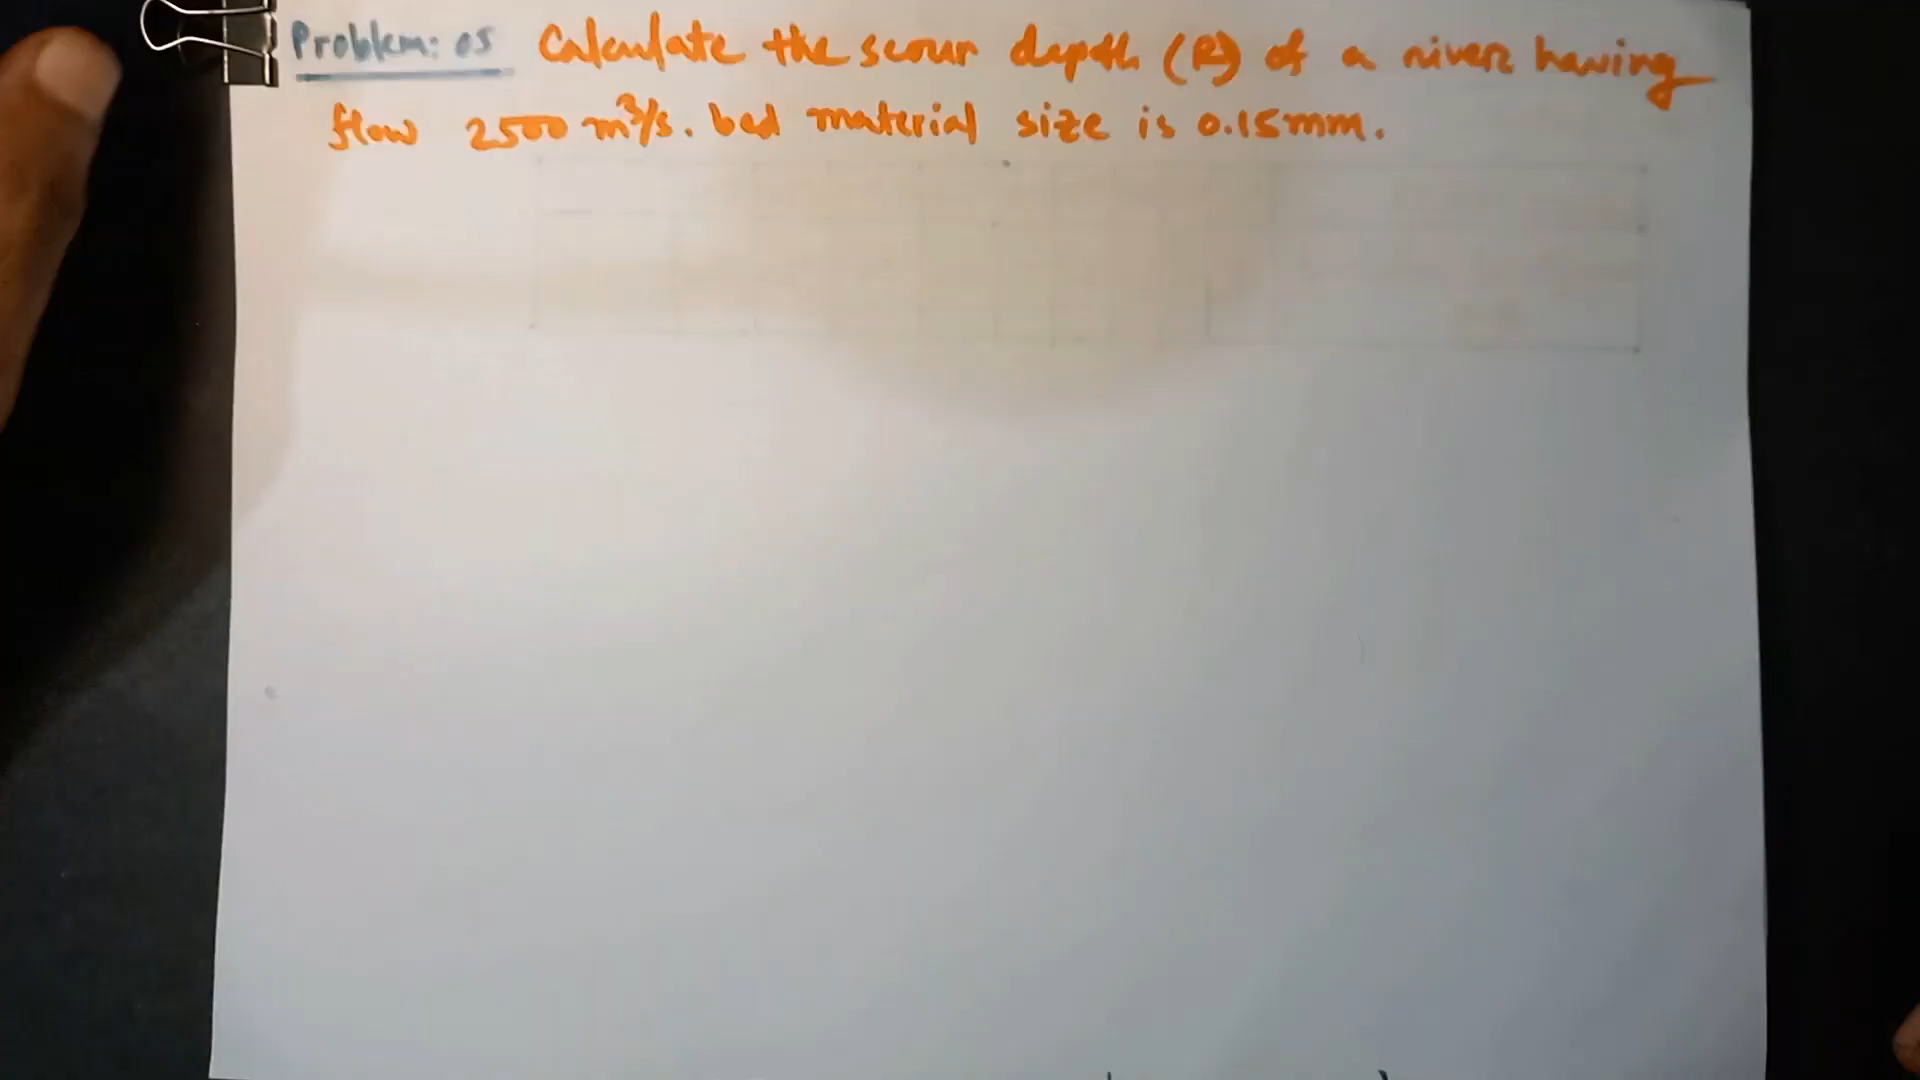 Problem: 05 Calculate the scour depth (R) of a river having
flow 2500 m³/s. bed material size is 0.15mm.